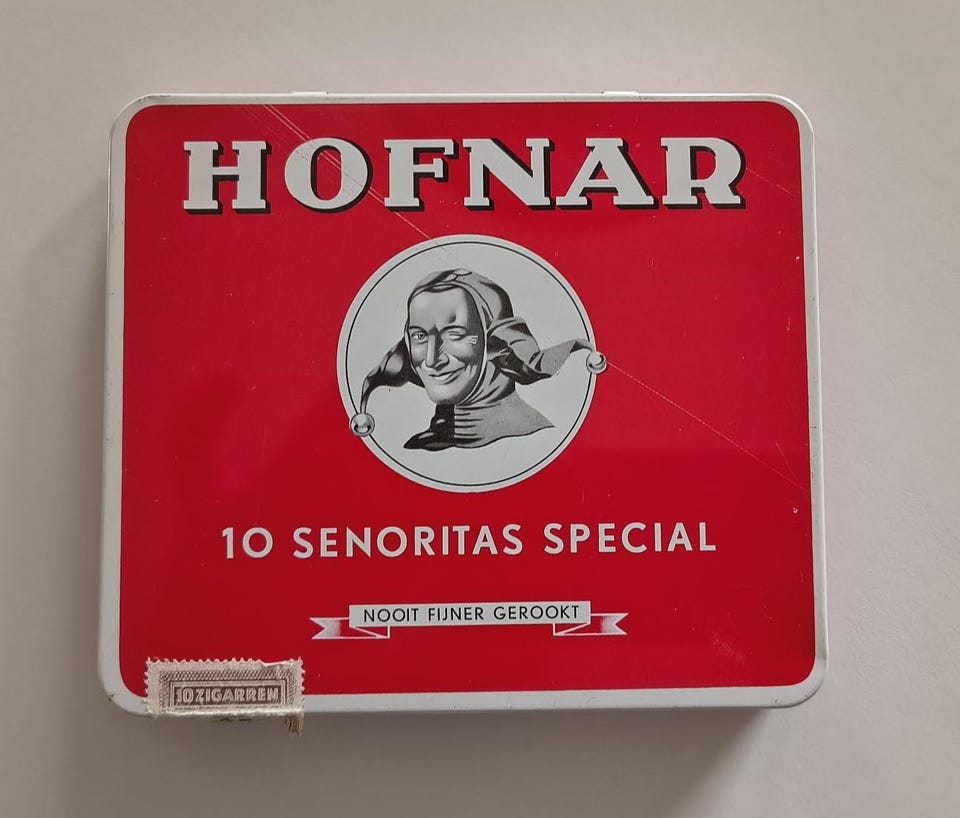 HOFNAR
10 SENORITAS SPECIAL
NOOIT FIJNER GEROOKT
10 ZIGARREN